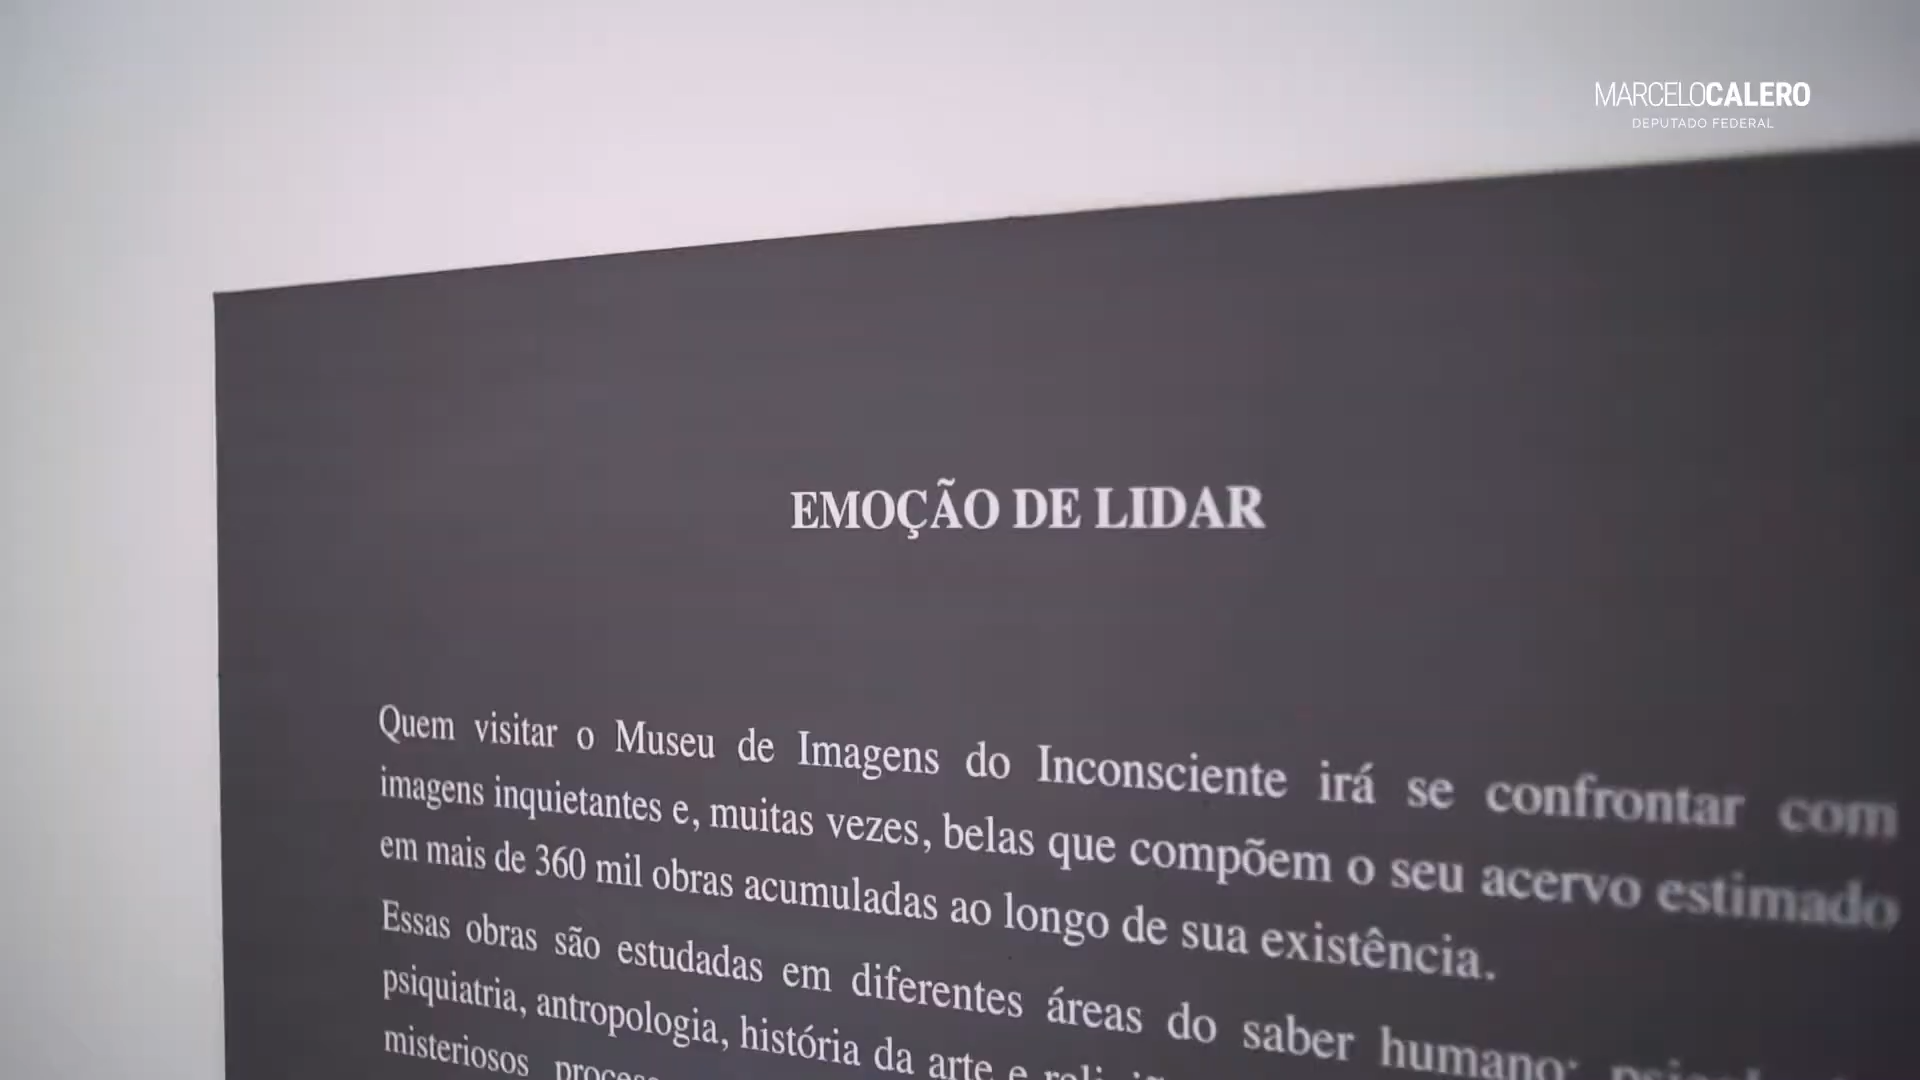 MARCELOCALERO
DEPUTADO FEDERAL
EMOÇÃO DE LIDAR
Quem visitar o Museu de Imagens do Inconsciente irá se confrontar com
imagens inquietantes e, muitas vezes, belas que compõem o seu acervo estimado
em mais de 360 mil obras acumuladas ao longo de sua existência.
Essas obras são estudadas em diferentes áreas do saber humano:
psiquiatria, antropologia, história da arte e
misteriosos